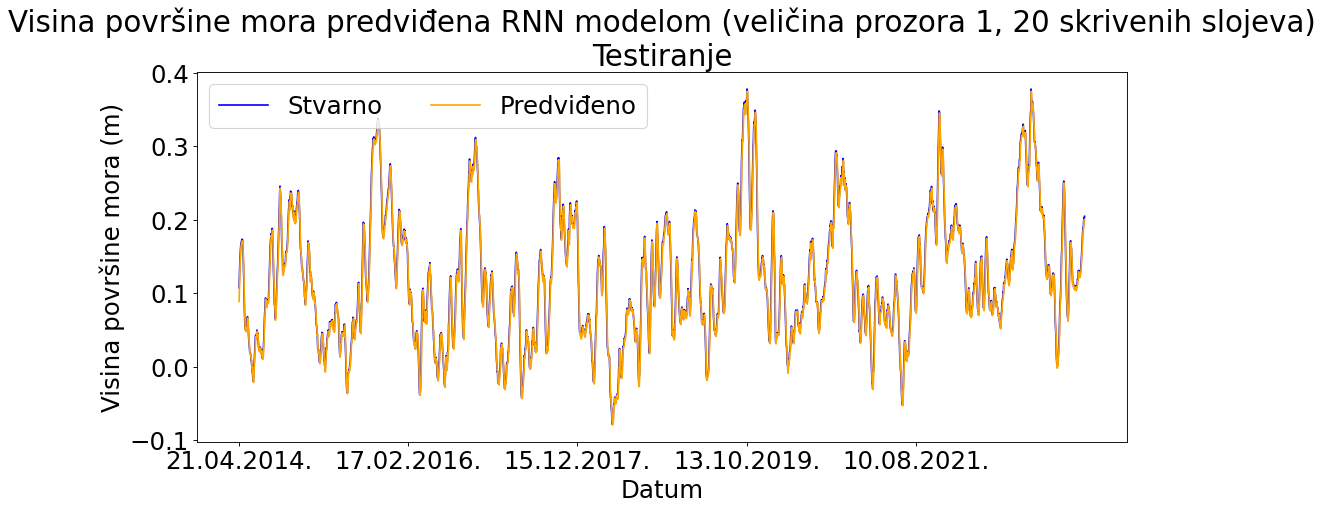 Visina površine mora predviđena RNN modelom (veličina prozora 1, 20 skrivenih slojeva)
Testiranje
Stvarno Predviđeno
Visina površine mora (m)
0.4
0.3
0.2
0.1
0.0
−0.1
21.04.2014. 17.02.2016. 15.12.2017. 13.10.2019. 10.08.2021.
Datum